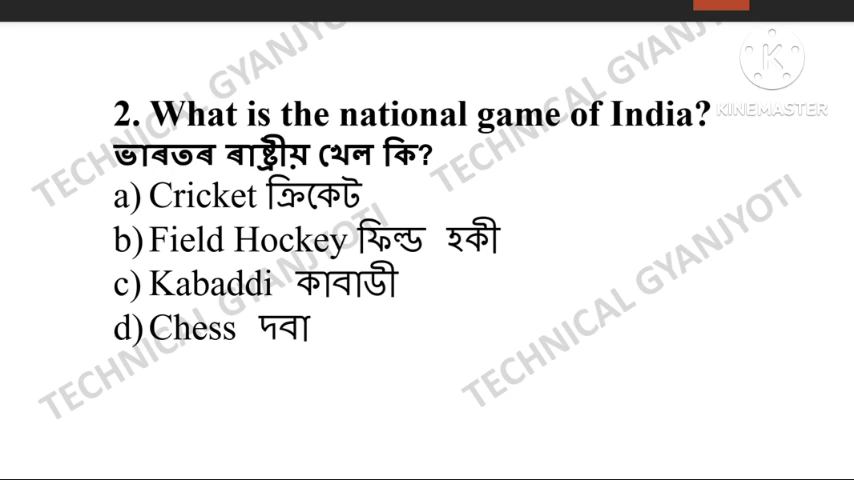 KINEMASTER
2. What is the national game of India?
ভাৰতৰ ৰাষ্ট্ৰীয় খেল কি?
a) Cricket ক্ৰিকেট
b) Field Hockey ফিল্ড হকী
c) Kabaddi কাবাডী
d) Chess দবা
TECHNICAL GYANJYOTI
TECHNICAL GYANJYOTI
TECHNICAL GYANJYOTI
TECHNICAL GYANJYOTI